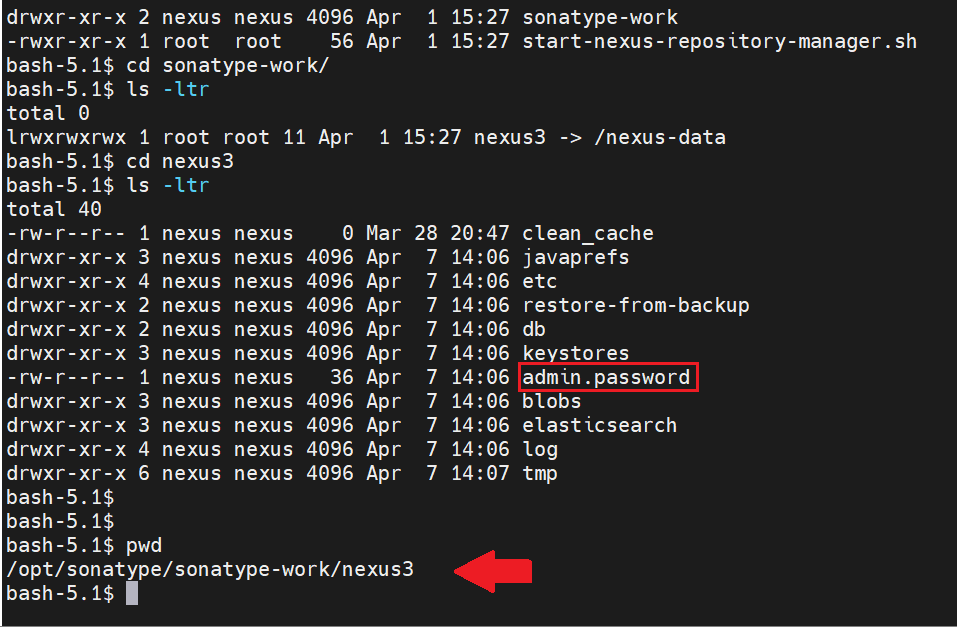 drwxr-xr-x 2 nexus nexus 4096 Apr  1 15:27 sonatype-work
-rwxr-xr-x 1 root  root    56 Apr  1 15:27 start-nexus-repository-manager.sh
bash-5.1$ cd sonatype-work/
bash-5.1$ ls -ltr
total 0
lrwxrwxrwx 1 root root 11 Apr  1 15:27 nexus3 -> /nexus-data
bash-5.1$ cd nexus3
bash-5.1$ ls -ltr
total 40
-rw-r--r-- 1 nexus nexus    0 Mar 28 20:47 clean_cache
drwxr-xr-x 3 nexus nexus 4096 Apr  7 14:06 javaprefs
drwxr-xr-x 4 nexus nexus 4096 Apr  7 14:06 etc
drwxr-xr-x 2 nexus nexus 4096 Apr  7 14:06 restore-from-backup
drwxr-xr-x 2 nexus nexus 4096 Apr  7 14:06 db
drwxr-xr-x 3 nexus nexus 4096 Apr  7 14:06 keystores
-rw-r--r-- 1 nexus nexus   36 Apr  7 14:06 admin.password
drwxr-xr-x 3 nexus nexus 4096 Apr  7 14:06 blobs
drwxr-xr-x 3 nexus nexus 4096 Apr  7 14:06 elasticsearch
drwxr-xr-x 4 nexus nexus 4096 Apr  7 14:06 log
drwxr-xr-x 6 nexus nexus 4096 Apr  7 14:07 tmp
bash-5.1$
bash-5.1$
bash-5.1$ pwd
/opt/sonatype/sonatype-work/nexus3
bash-5.1$